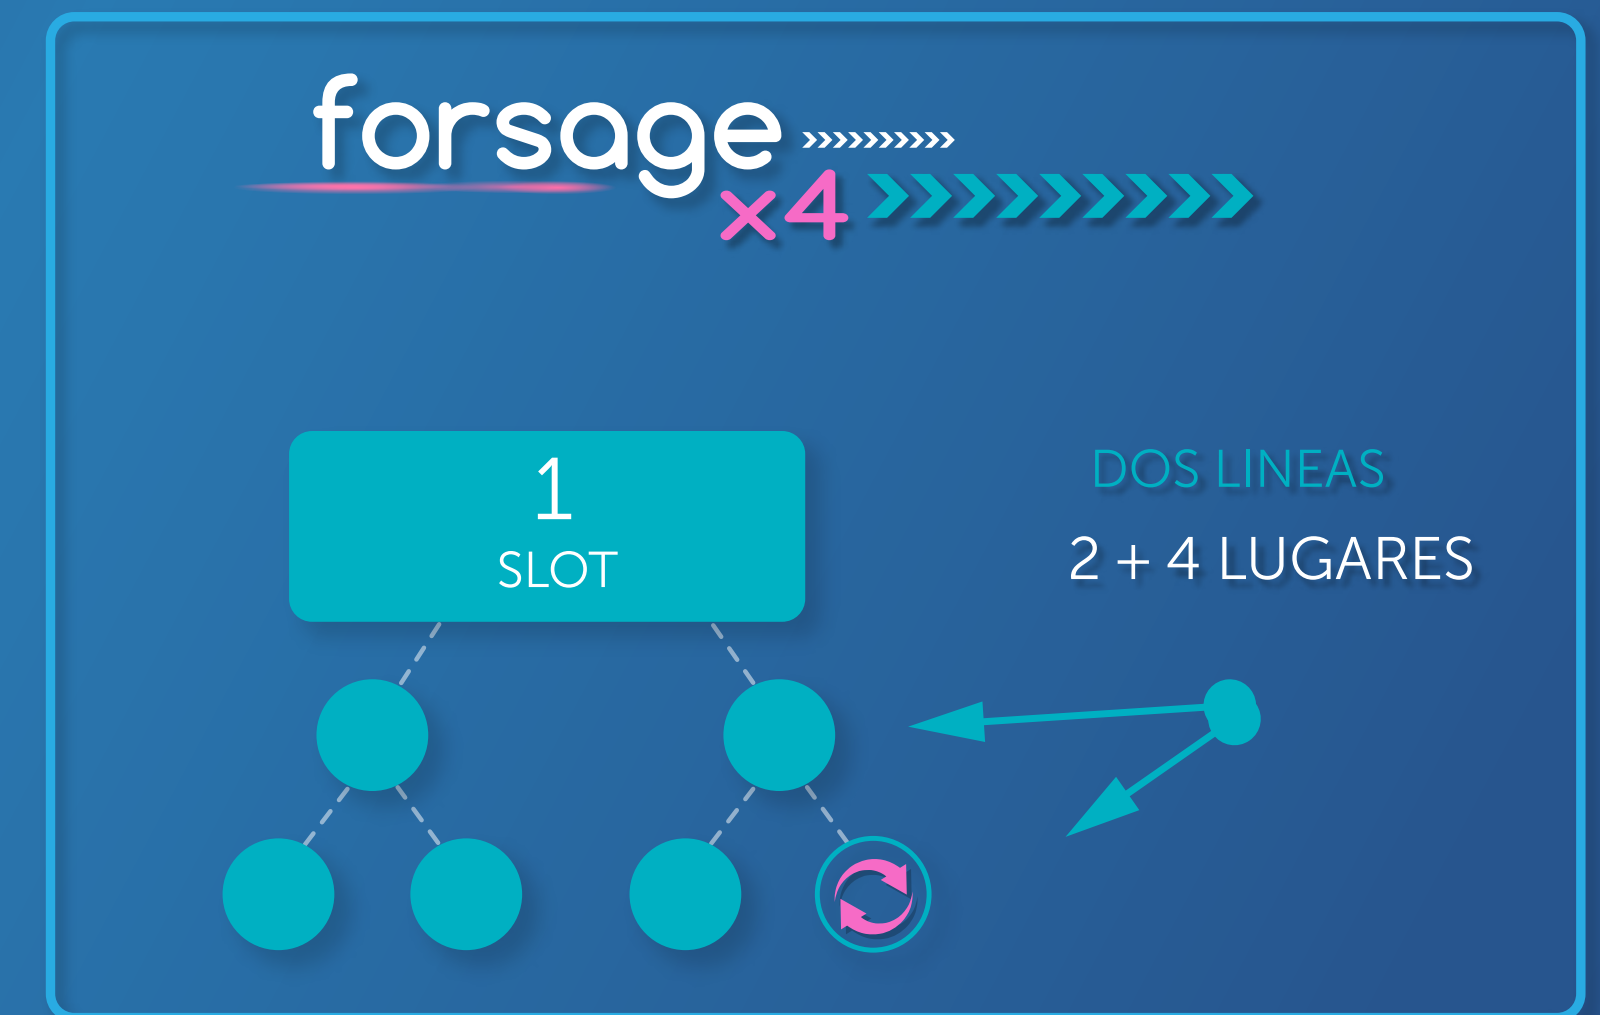 forsage
x4
1
SLOT
DOS LINEAS
2 + 4 LUGARES